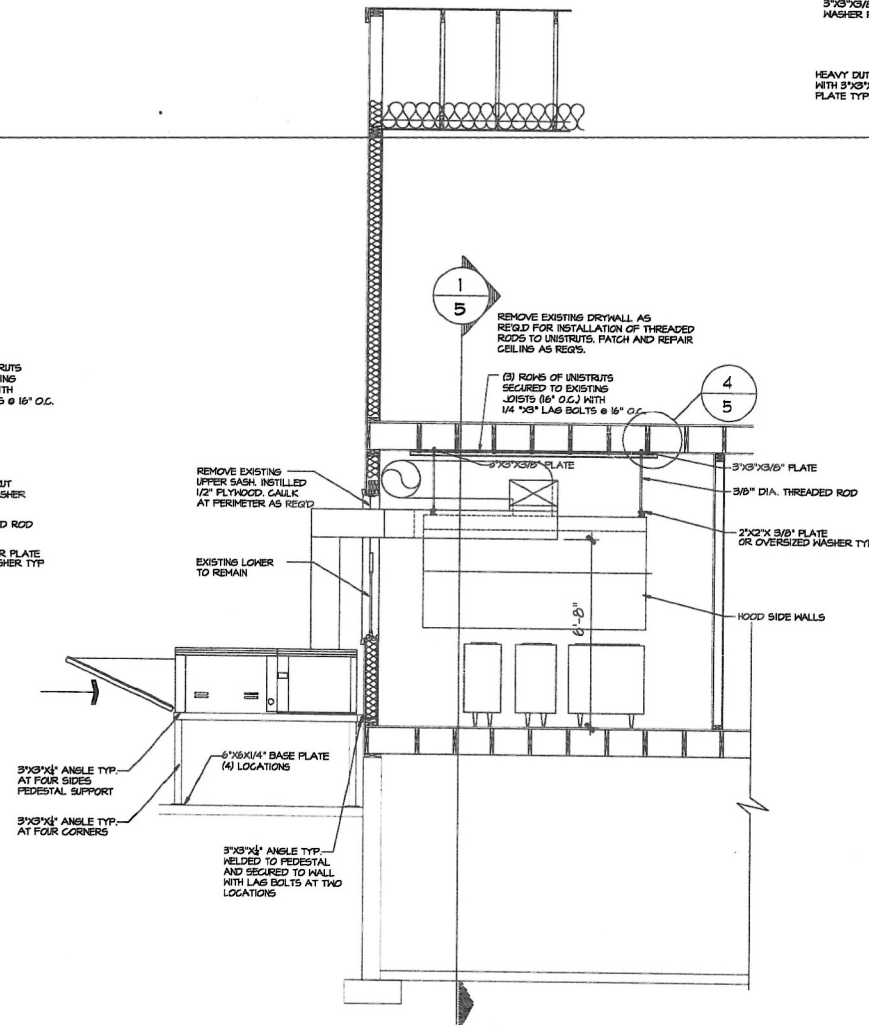 3"X3"X3/8
WASHER P
HEAVY DUT
WITH 3"X3"X
PLATE TYP
1
5
REMOVE EXISTING DRYWALL AS
REQ.D FOR INSTALLATION OF THREADED
RODS TO UNISTRUTS. PATCH AND REPAIR
CEILING AS REQ'S.
RUTS
ING
ITH
S @ 16" O.C.
(3) ROWS OF UNISTRUTS
SECURED TO EXISTING
JOISTS (16" O.C.) WITH
1/4 "X3" LAG BOLTS @ 16" O.C.
4
5
3"X3"X3/8" PLATE
3"X3"X3/8" PLATE
REMOVE EXISTING
UPPER SASH. INSTILLED
1/2" PLYWOOD. CAULK
AT PERIMETER AS REQ'D
UT
SHER
D ROD
R PLATE
SHER TYP
3/8" DIA. THREADED ROD
2"X2"X 3/8" PLATE
OR OVERSIZED WASHER TYP
EXISTING LOWER
TO REMAIN
6'-8"
HOOD SIDE WALLS
3"X3"X¼" ANGLE TYP.
AT FOUR SIDES
PEDESTAL SUPPORT
6"X6X1/4" BASE PLATE
(4) LOCATIONS
3"X3"X¼" ANGLE TYP.
AT FOUR CORNERS
3"X3"X¼" ANGLE TYP.
WELDED TO PEDESTAL
AND SECURED TO WALL
WITH LAG BOLTS AT TWO
LOCATIONS